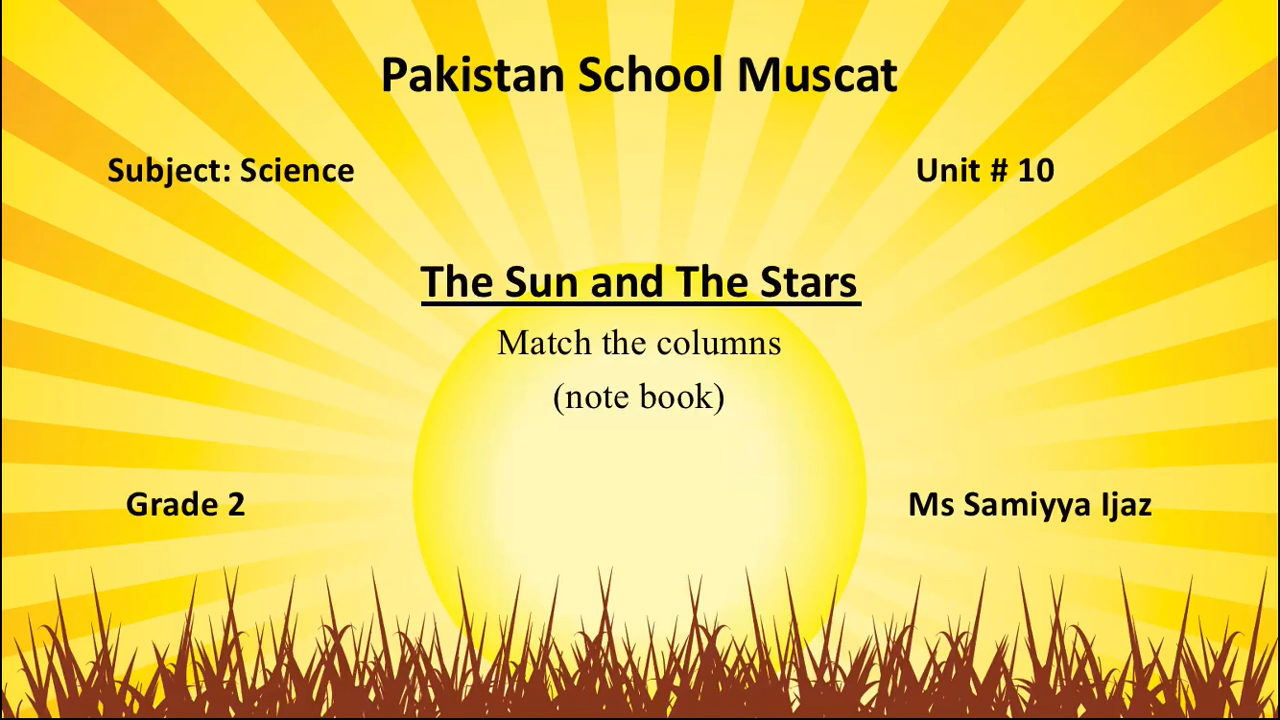 Pakistan School Muscat
Subject: Science
Unit # 10
The Sun and The Stars
Match the columns
(note book)
Grade 2
Ms Samiyya Ijaz